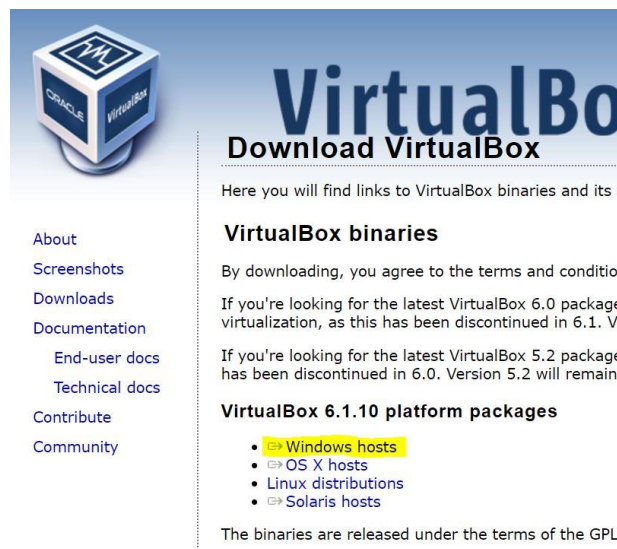 ORACLE
VirtualBox
VirtualBo
Download VirtualBox
Here you will find links to VirtualBox binaries and its
About
Screenshots
Downloads
Documentation
End-user docs
Technical docs
Contribute
Community
VirtualBox binaries
By downloading, you agree to the terms and conditio
If you're looking for the latest VirtualBox 6.0 package
virtualization, as this has been discontinued in 6.1. V
If you're looking for the latest VirtualBox 5.2 package
has been discontinued in 6.0. Version 5.2 will remain
VirtualBox 6.1.10 platform packages
Windows hosts
OS X hosts
Linux distributions
Solaris hosts
The binaries are released under the terms of the GPL